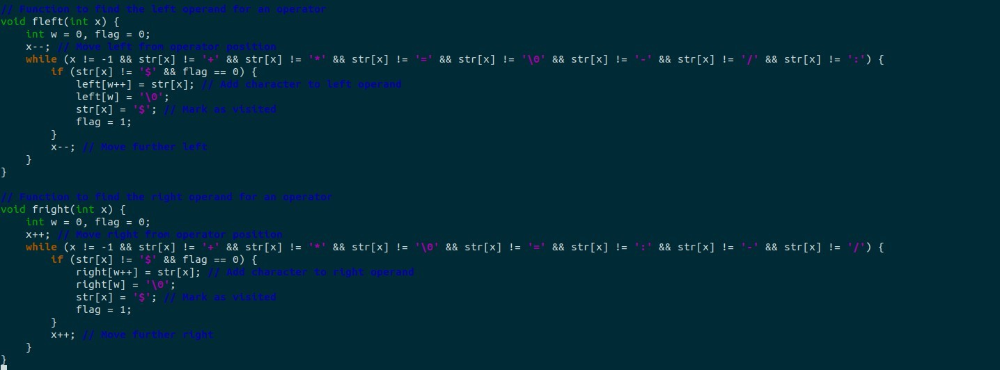 // Function to find the left operand for an operator
void fleft(int x) {
    int w = 0, flag = 0;
    x--; // Move left from operator position
    while (x != -1 && str[x] != '+' && str[x] != '*' && str[x] != '=' && str[x] != '\0' && str[x] != '-' && str[x] != '/' && str[x] != ':') {
        if (str[x] != '$' && flag == 0) {
            left[w++] = str[x]; // Add character to left operand
            left[w] = '\0';
            str[x] = '$'; // Mark as visited
            flag = 1;
        }
        x--; // Move further left
    }
}

// Function to find the right operand for an operator
void fright(int x) {
    int w = 0, flag = 0;
    x++; // Move right from operator position
    while (x != -1 && str[x] != '+' && str[x] != '*' && str[x] != '\0' && str[x] != '=' && str[x] != ':' && str[x] != '-' && str[x] != '/') {
        if (str[x] != '$' && flag == 0) {
            right[w++] = str[x]; // Add character to right operand
            right[w] = '\0';
            str[x] = '$'; // Mark as visited
            flag = 1;
        }
        x++; // Move further right
    }
}